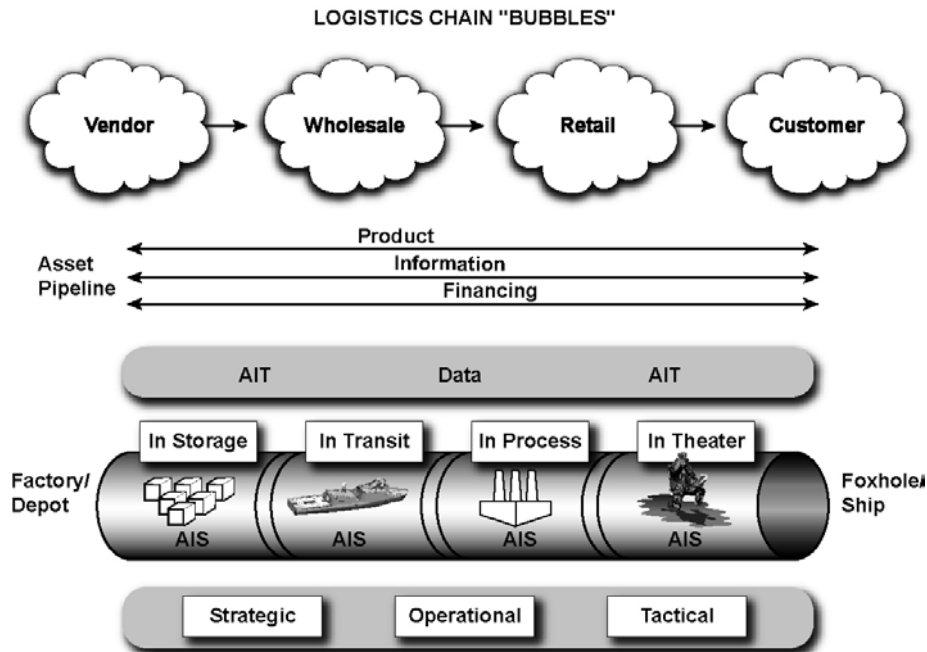 LOGISTICS CHAIN "BUBBLES"
Vendor
Wholesale
Retail
Customer
Product
Asset
Pipeline
Information
Financing
AIT
Data
AIT
In Storage
In Transit
In Process
In Theater
Factory/
Depot
Foxhole/
Ship
AIS
AIS
AIS
AIS
Strategic
Operational
Tactical